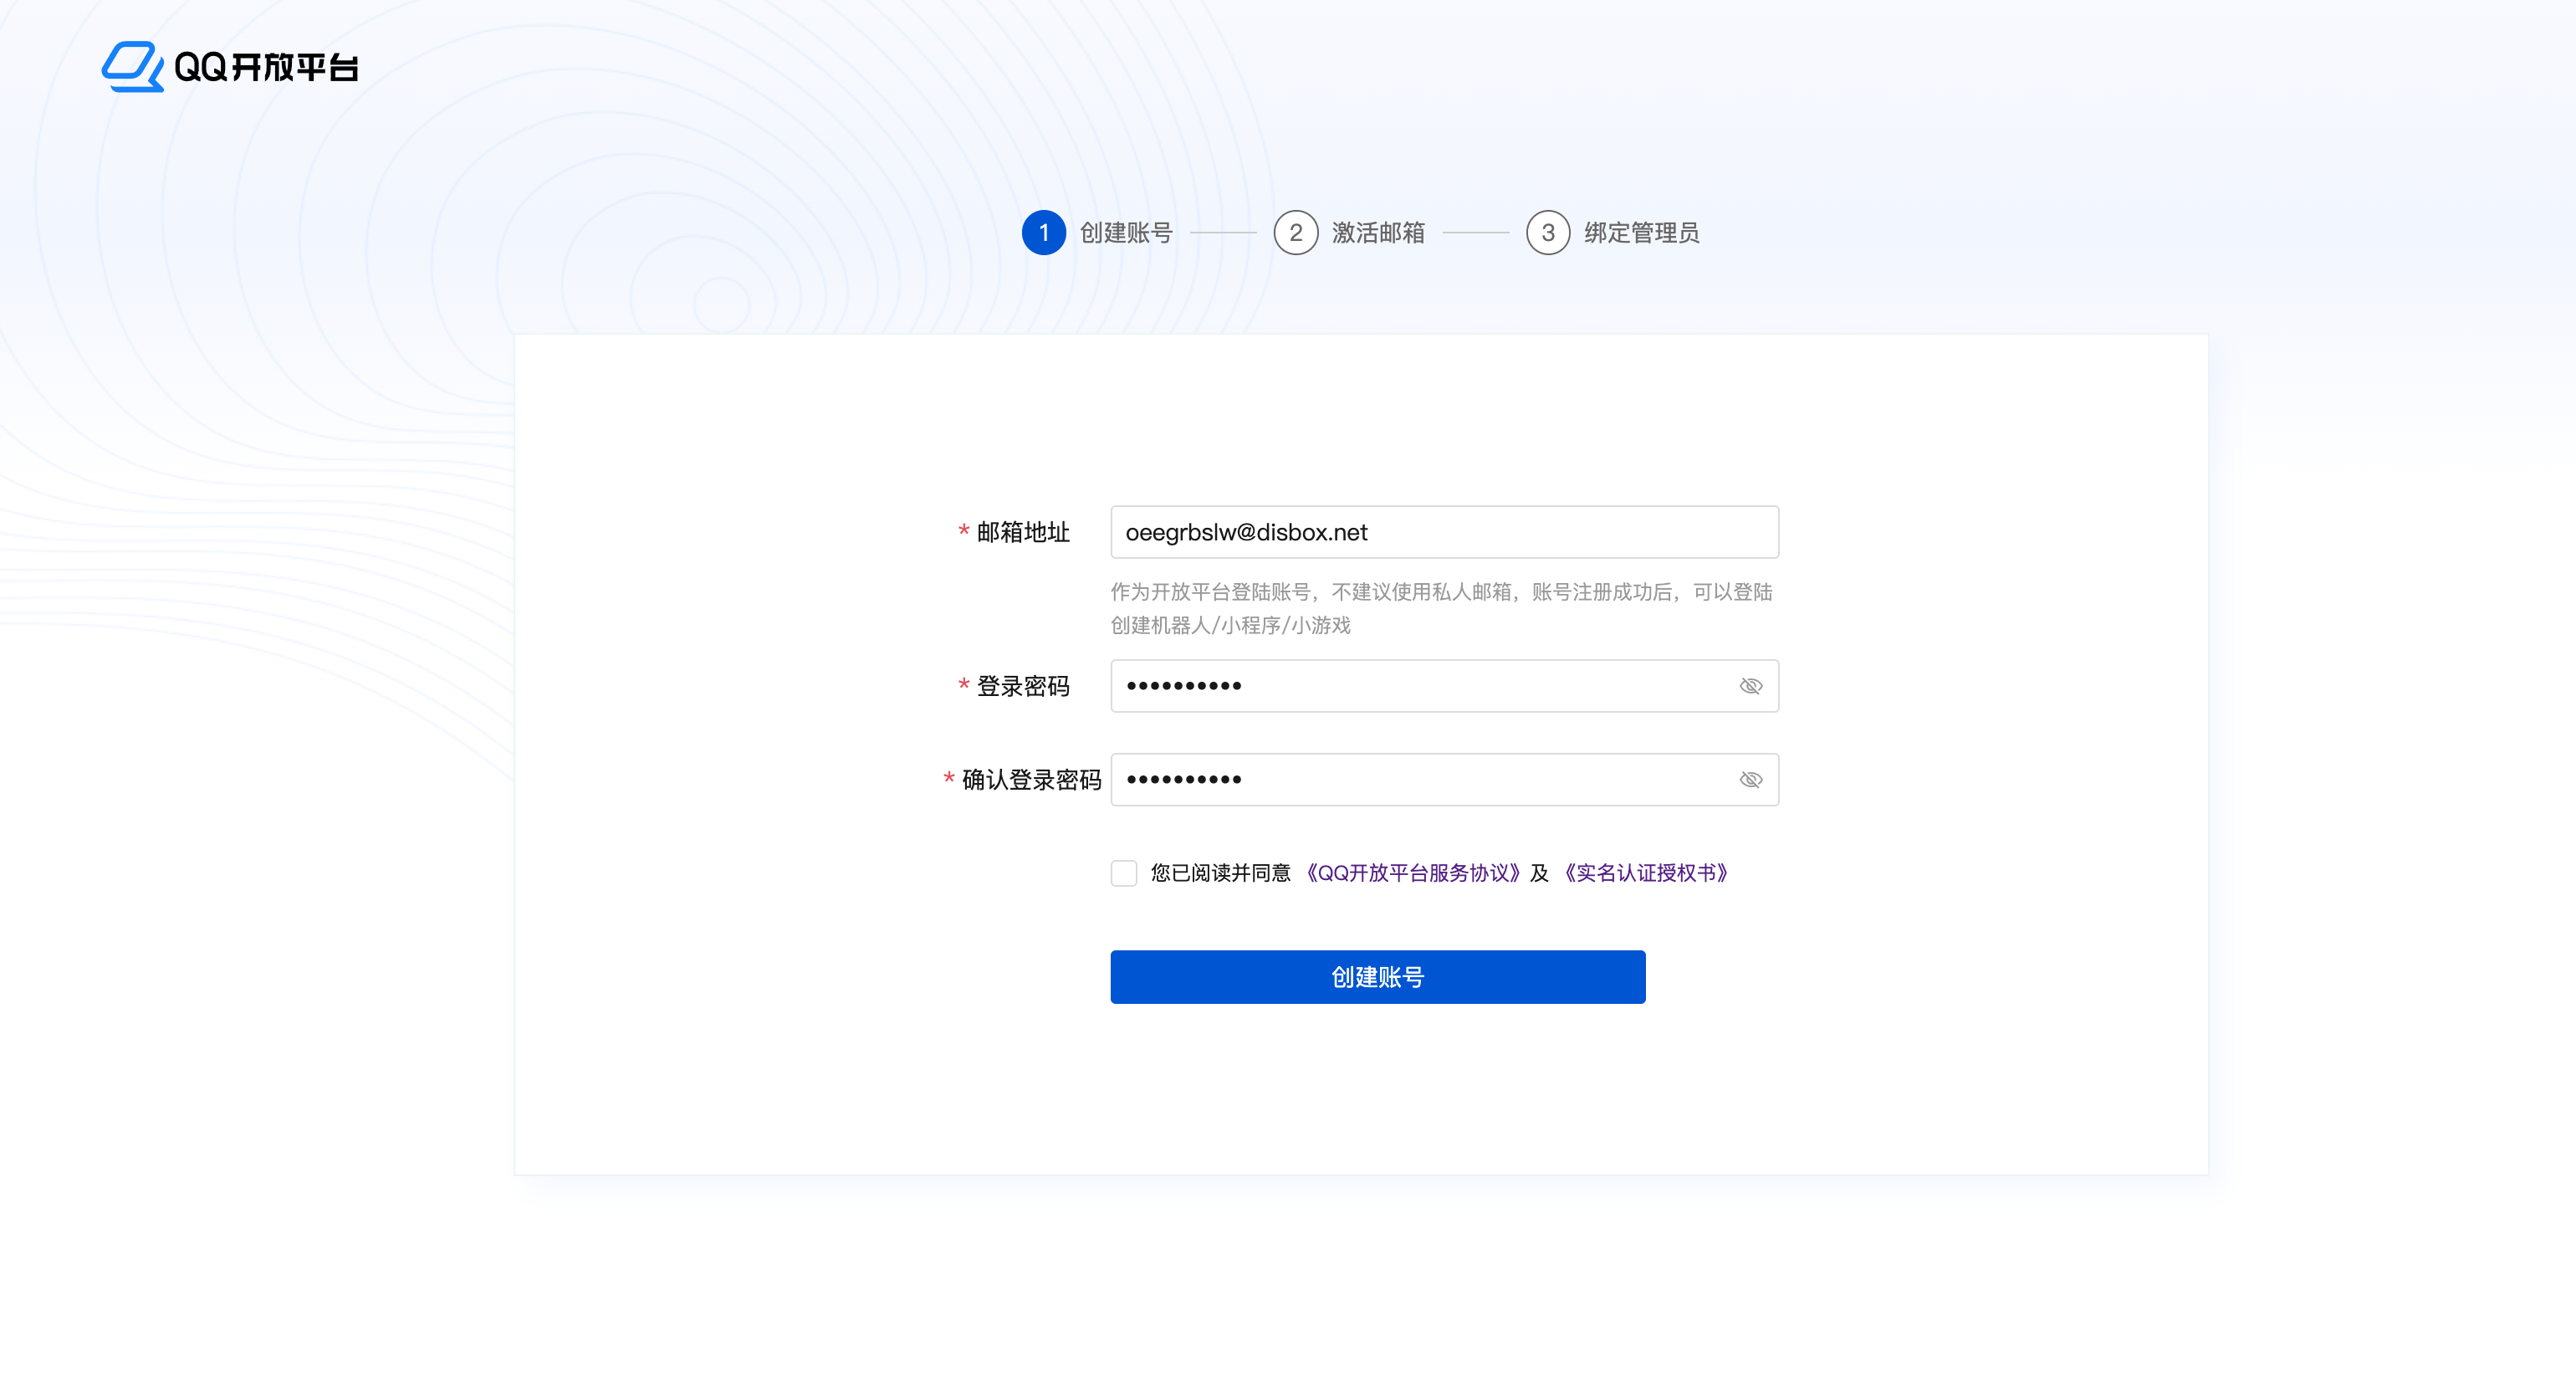 QQ开放平台
1 创建账号 2 激活邮箱 3 绑定管理员
* 邮箱地址 oeegrbslw@disbox.net
作为开放平台登陆账号，不建议使用私人邮箱，账号注册成功后，可以登陆
创建机器人/小程序/小游戏
* 登录密码 ••••••••••
* 确认登录密码 ••••••••••
您已阅读并同意 《QQ开放平台服务协议》及 《实名认证授权书》
创建账号